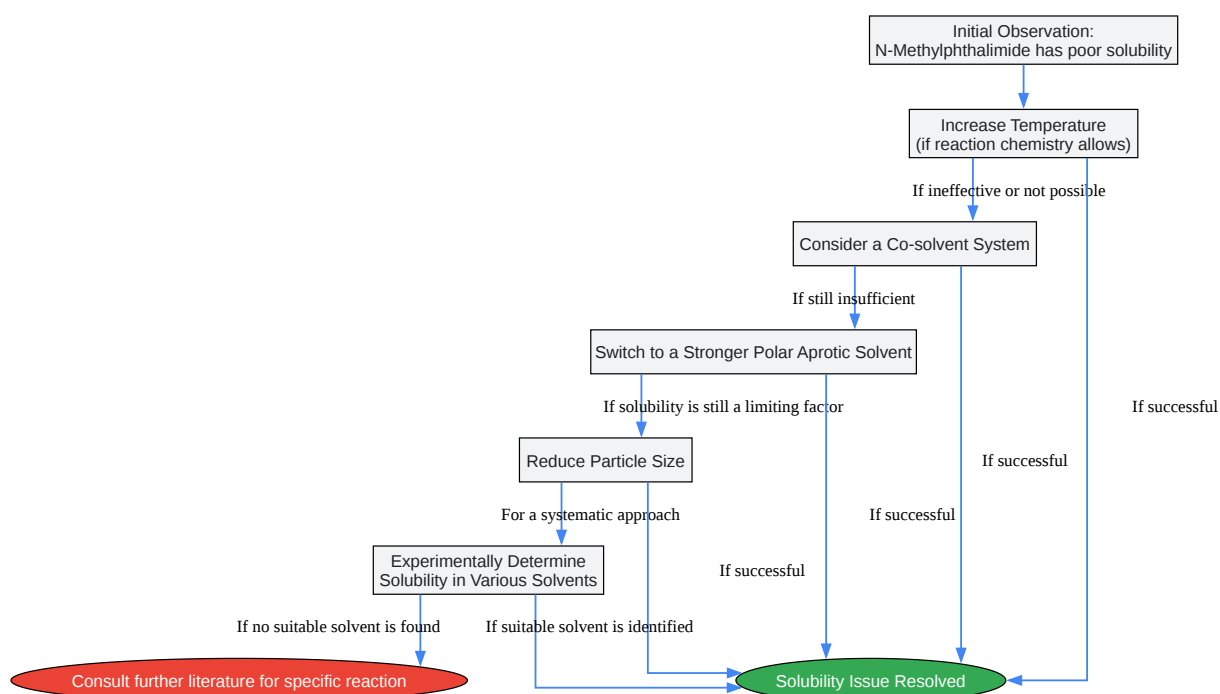 Initial Observation:
N-Methylphthalimide has poor solubility
Increase Temperature
(if reaction chemistry allows)
If ineffective or not possible
Consider a Co-solvent System
If still insufficient
Switch to a Stronger Polar Aprotic Solvent
If solubility is still a limiting factor
If successful
Reduce Particle Size
If successful
For a systematic approach
If successful
Experimentally Determine
Solubility in Various Solvents
If successful
If no suitable solvent is found
If suitable solvent is identified
Consult further literature for specific reaction
Solubility Issue Resolved